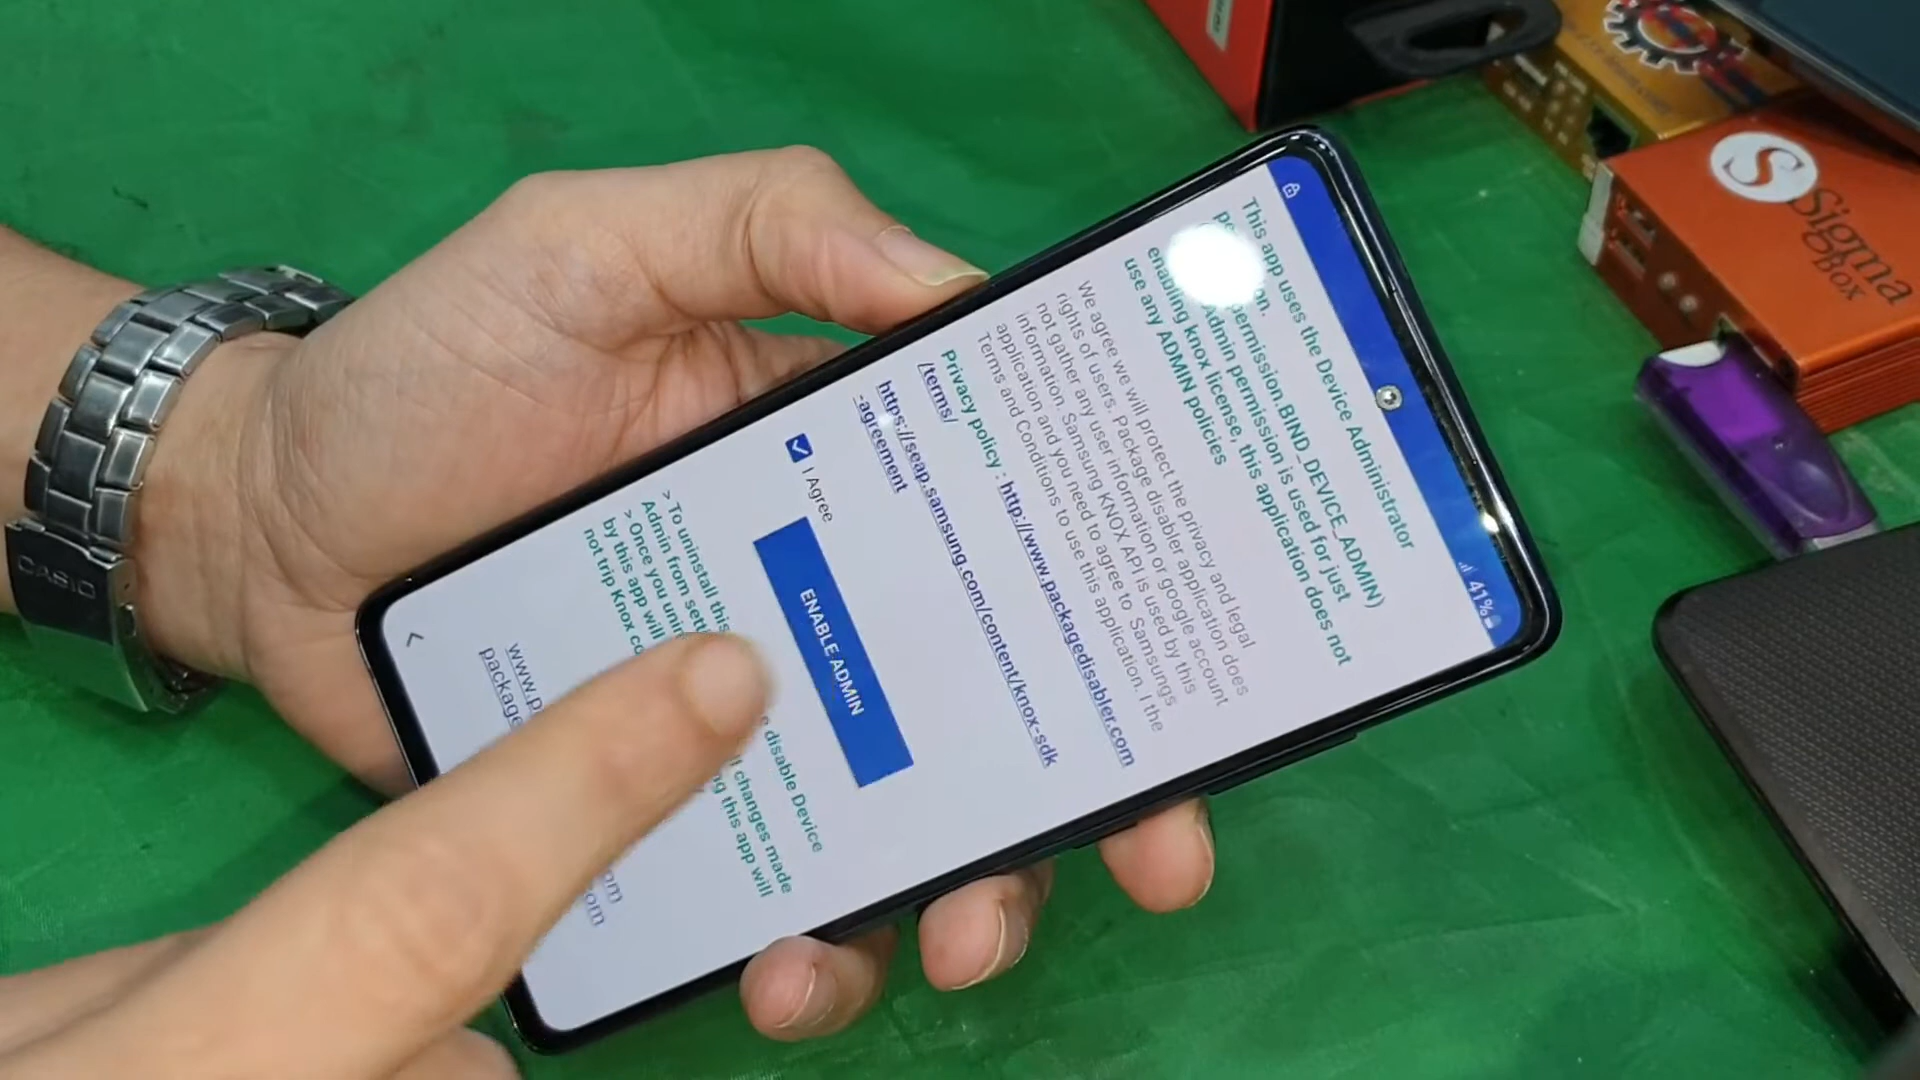 41%
This app uses the Device Administrator
permission.BIND_DEVICE_ADMIN)
Admin permission is used for just
enabling knox license, this application does not
use any ADMIN policies
We agree we will protect the privacy and legal
rights of users. Package disabler application does
not gather any user information or google account
information. Samsung KNOX API is used by this
application and you need to agree to Samsungs
Terms and Conditions to use this application. I the
Privacy policy : http://www.packagedisabler.com
/terms/
https://seap.samsung.com/content/knox-sdk
-agreement
I Agree
ENABLE ADMIN
> To uninstall this disable Device
Admin from
> Once you changes made
by this app will this app will
not trip Knox
Sigma
Box
S
CASIO